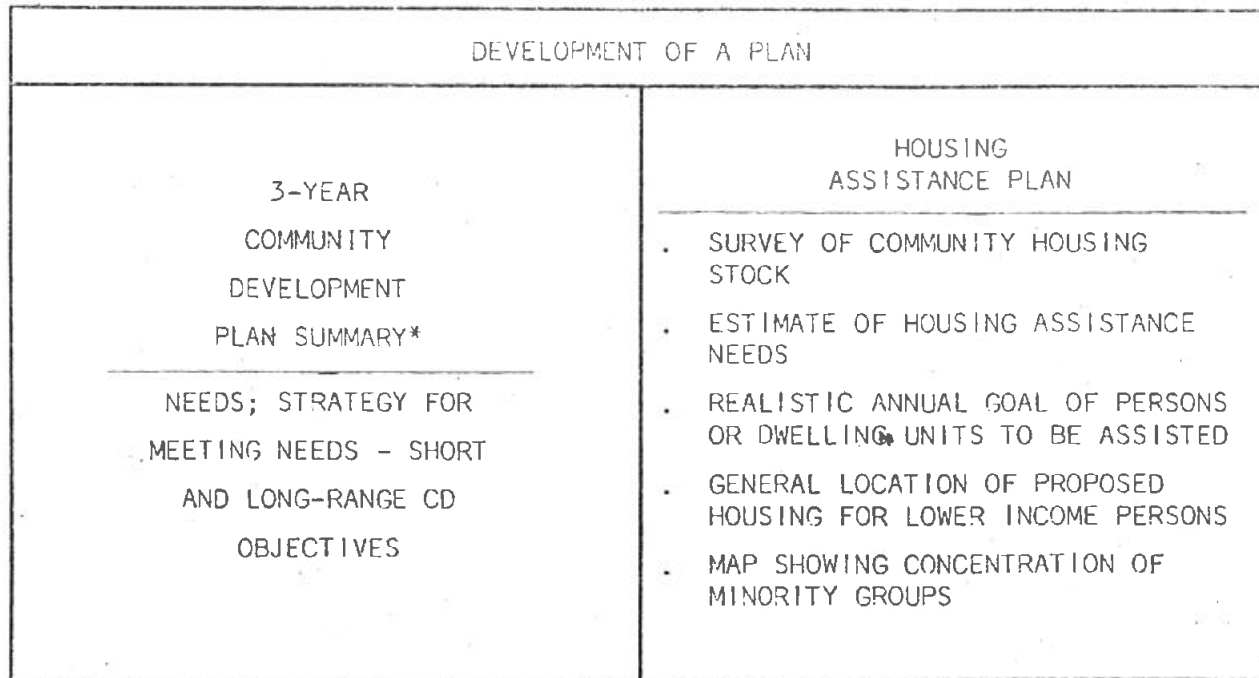 DEVELOPMENT OF A PLAN
3-YEAR
COMMUNITY
DEVELOPMENT
PLAN SUMMARY*
NEEDS; STRATEGY FOR
MEETING NEEDS - SHORT
AND LONG-RANGE CD
OBJECTIVES
HOUSING
ASSISTANCE PLAN
. SURVEY OF COMMUNITY HOUSING
STOCK
. ESTIMATE OF HOUSING ASSISTANCE
NEEDS
. REALISTIC ANNUAL GOAL OF PERSONS
OR DWELLING UNITS TO BE ASSISTED
. GENERAL LOCATION OF PROPOSED
HOUSING FOR LOWER INCOME PERSONS
. MAP SHOWING CONCENTRATION OF
MINORITY GROUPS